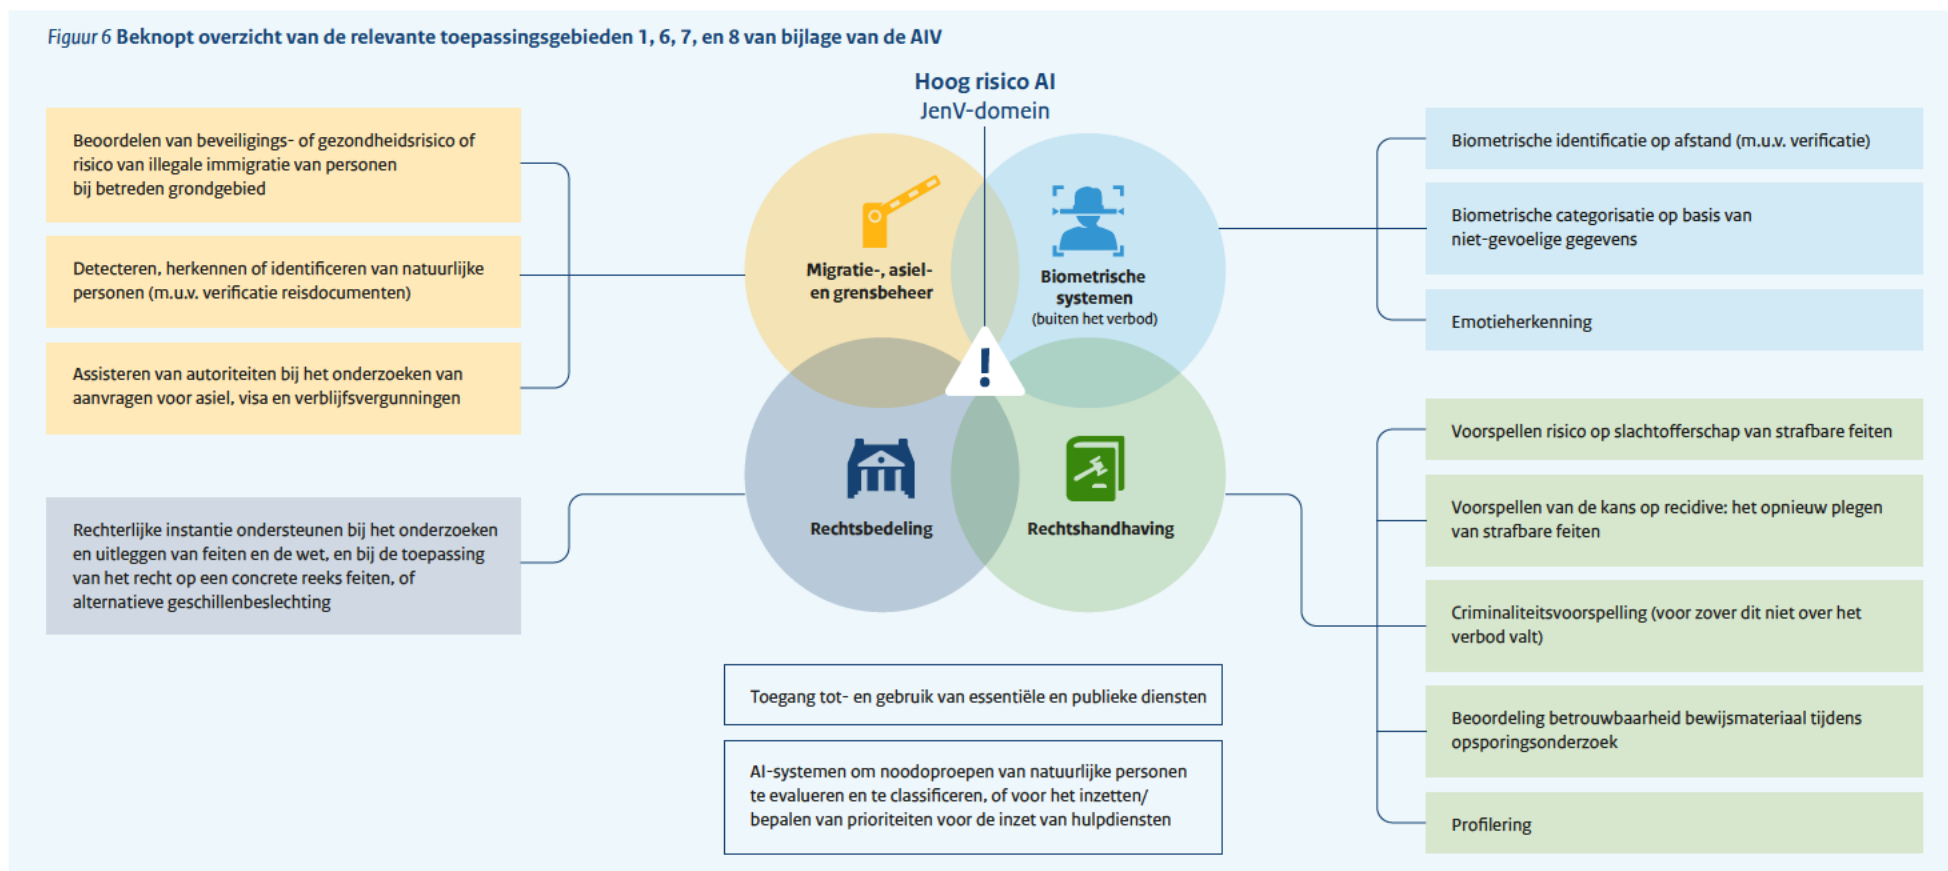 Figuur 6 Beknopt overzicht van de relevante toepassingsgebieden 1, 6, 7, en 8 van bijlage van de AIV
Hoog risico AI
JenV-domein
Beoordelen van beveiligings- of gezondheidsrisico of
risico van illegale immigratie van personen
bij betreden grondgebied
Detecteren, herkennen of identificeren van natuurlijke
personen (m.u.v. verificatie reisdocumenten)
Assisteren van autoriteiten bij het onderzoeken van
aanvragen voor asiel, visa en verblijfsvergunningen
Rechterlijke instantie ondersteunen bij het onderzoeken
en uitleggen van feiten en de wet, en bij de toepassing
van het recht op een concrete reeks feiten, of
alternatieve geschillenbeslechting
Migratie-, asiel-
en grensbeheer
Biometrische
systemen
(buiten het verbod)
!
Rechtsbedeling
Rechtshandhaving
Toegang tot- en gebruik van essentiële en publieke diensten
AI-systemen om noodoproepen van natuurlijke personen
te evalueren en te classificeren, of voor het inzetten/
bepalen van prioriteiten voor de inzet van hulpdiensten
Biometrische identificatie op afstand (m.u.v. verificatie)
Biometrische categorisatie op basis van
niet-gevoelige gegevens
Emotieherkenning
Voorspellen risico op slachtofferschap van strafbare feiten
Voorspellen van de kans op recidive: het opnieuw plegen
van strafbare feiten
Criminaliteitsvoorspelling (voor zover dit niet over het
verbod valt)
Beoordeling betrouwbaarheid bewijsmateriaal tijdens
opsporingsonderzoek
Profilering